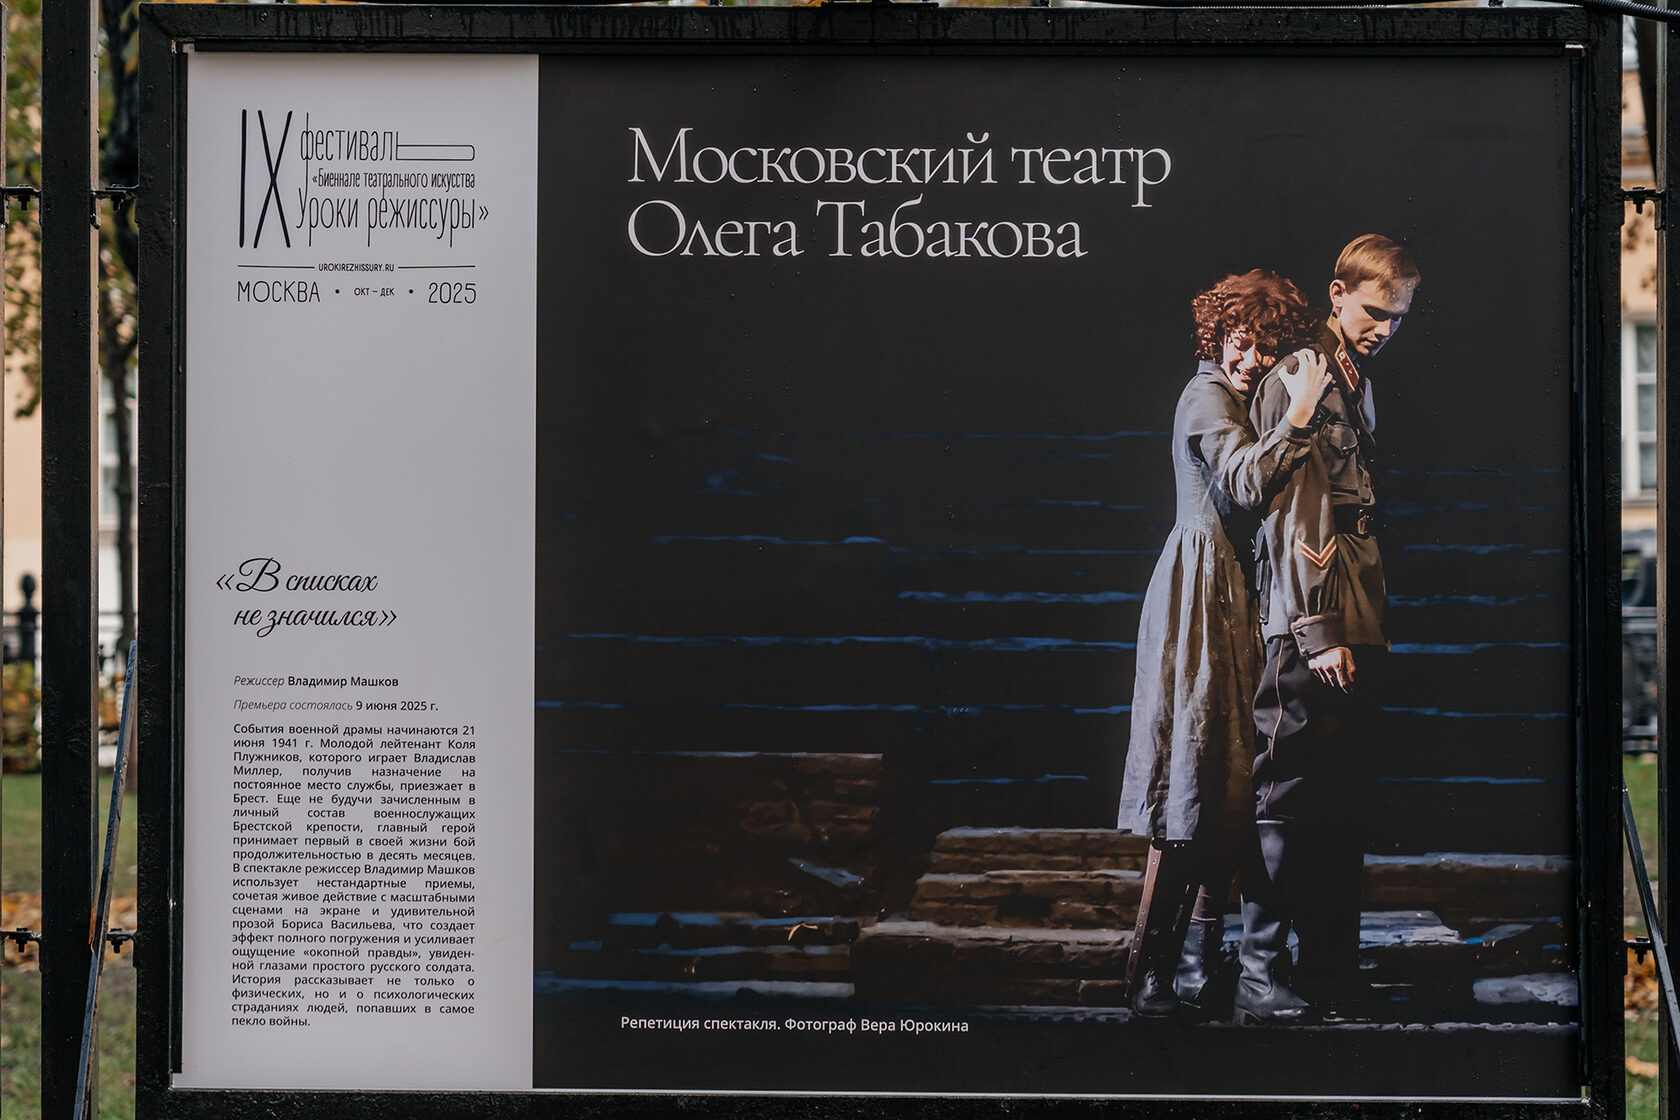 IX фестиваль
«Биеннале театрального искусства
Уроки режиссуры»
UROKIREZHISSURY.RU
МОСКВА • ОКТ – ДЕК • 2025
Московский театр
Олега Табакова
«В списках
не значился»
Режиссер Владимир Машков
Премьера состоялась 9 июня 2025 г.
События военной драмы начинаются 21
июня 1941 г. Молодой лейтенант Коля
Плужников, которого играет Владислав
Миллер, получив назначение на
постоянное место службы, приезжает в
Брест. Еще не будучи зачисленным в
личный состав военнослужащих
Брестской крепости, главный герой
принимает первый в своей жизни бой
продолжительностью в десять месяцев.
В спектакле режиссер Владимир Машков
использует нестандартные приемы,
сочетая живое действие с масштабными
сценами на экране и удивительной
прозой Бориса Васильева, что создает
эффект полного погружения и усиливает
ощущение «окопной правды», увиден-
ной глазами простого русского солдата.
История рассказывает не только о
физических, но и о психологических
страданиях людей, попавших в самое
пекло войны.
Репетиция спектакля. Фотограф Вера Юрокина